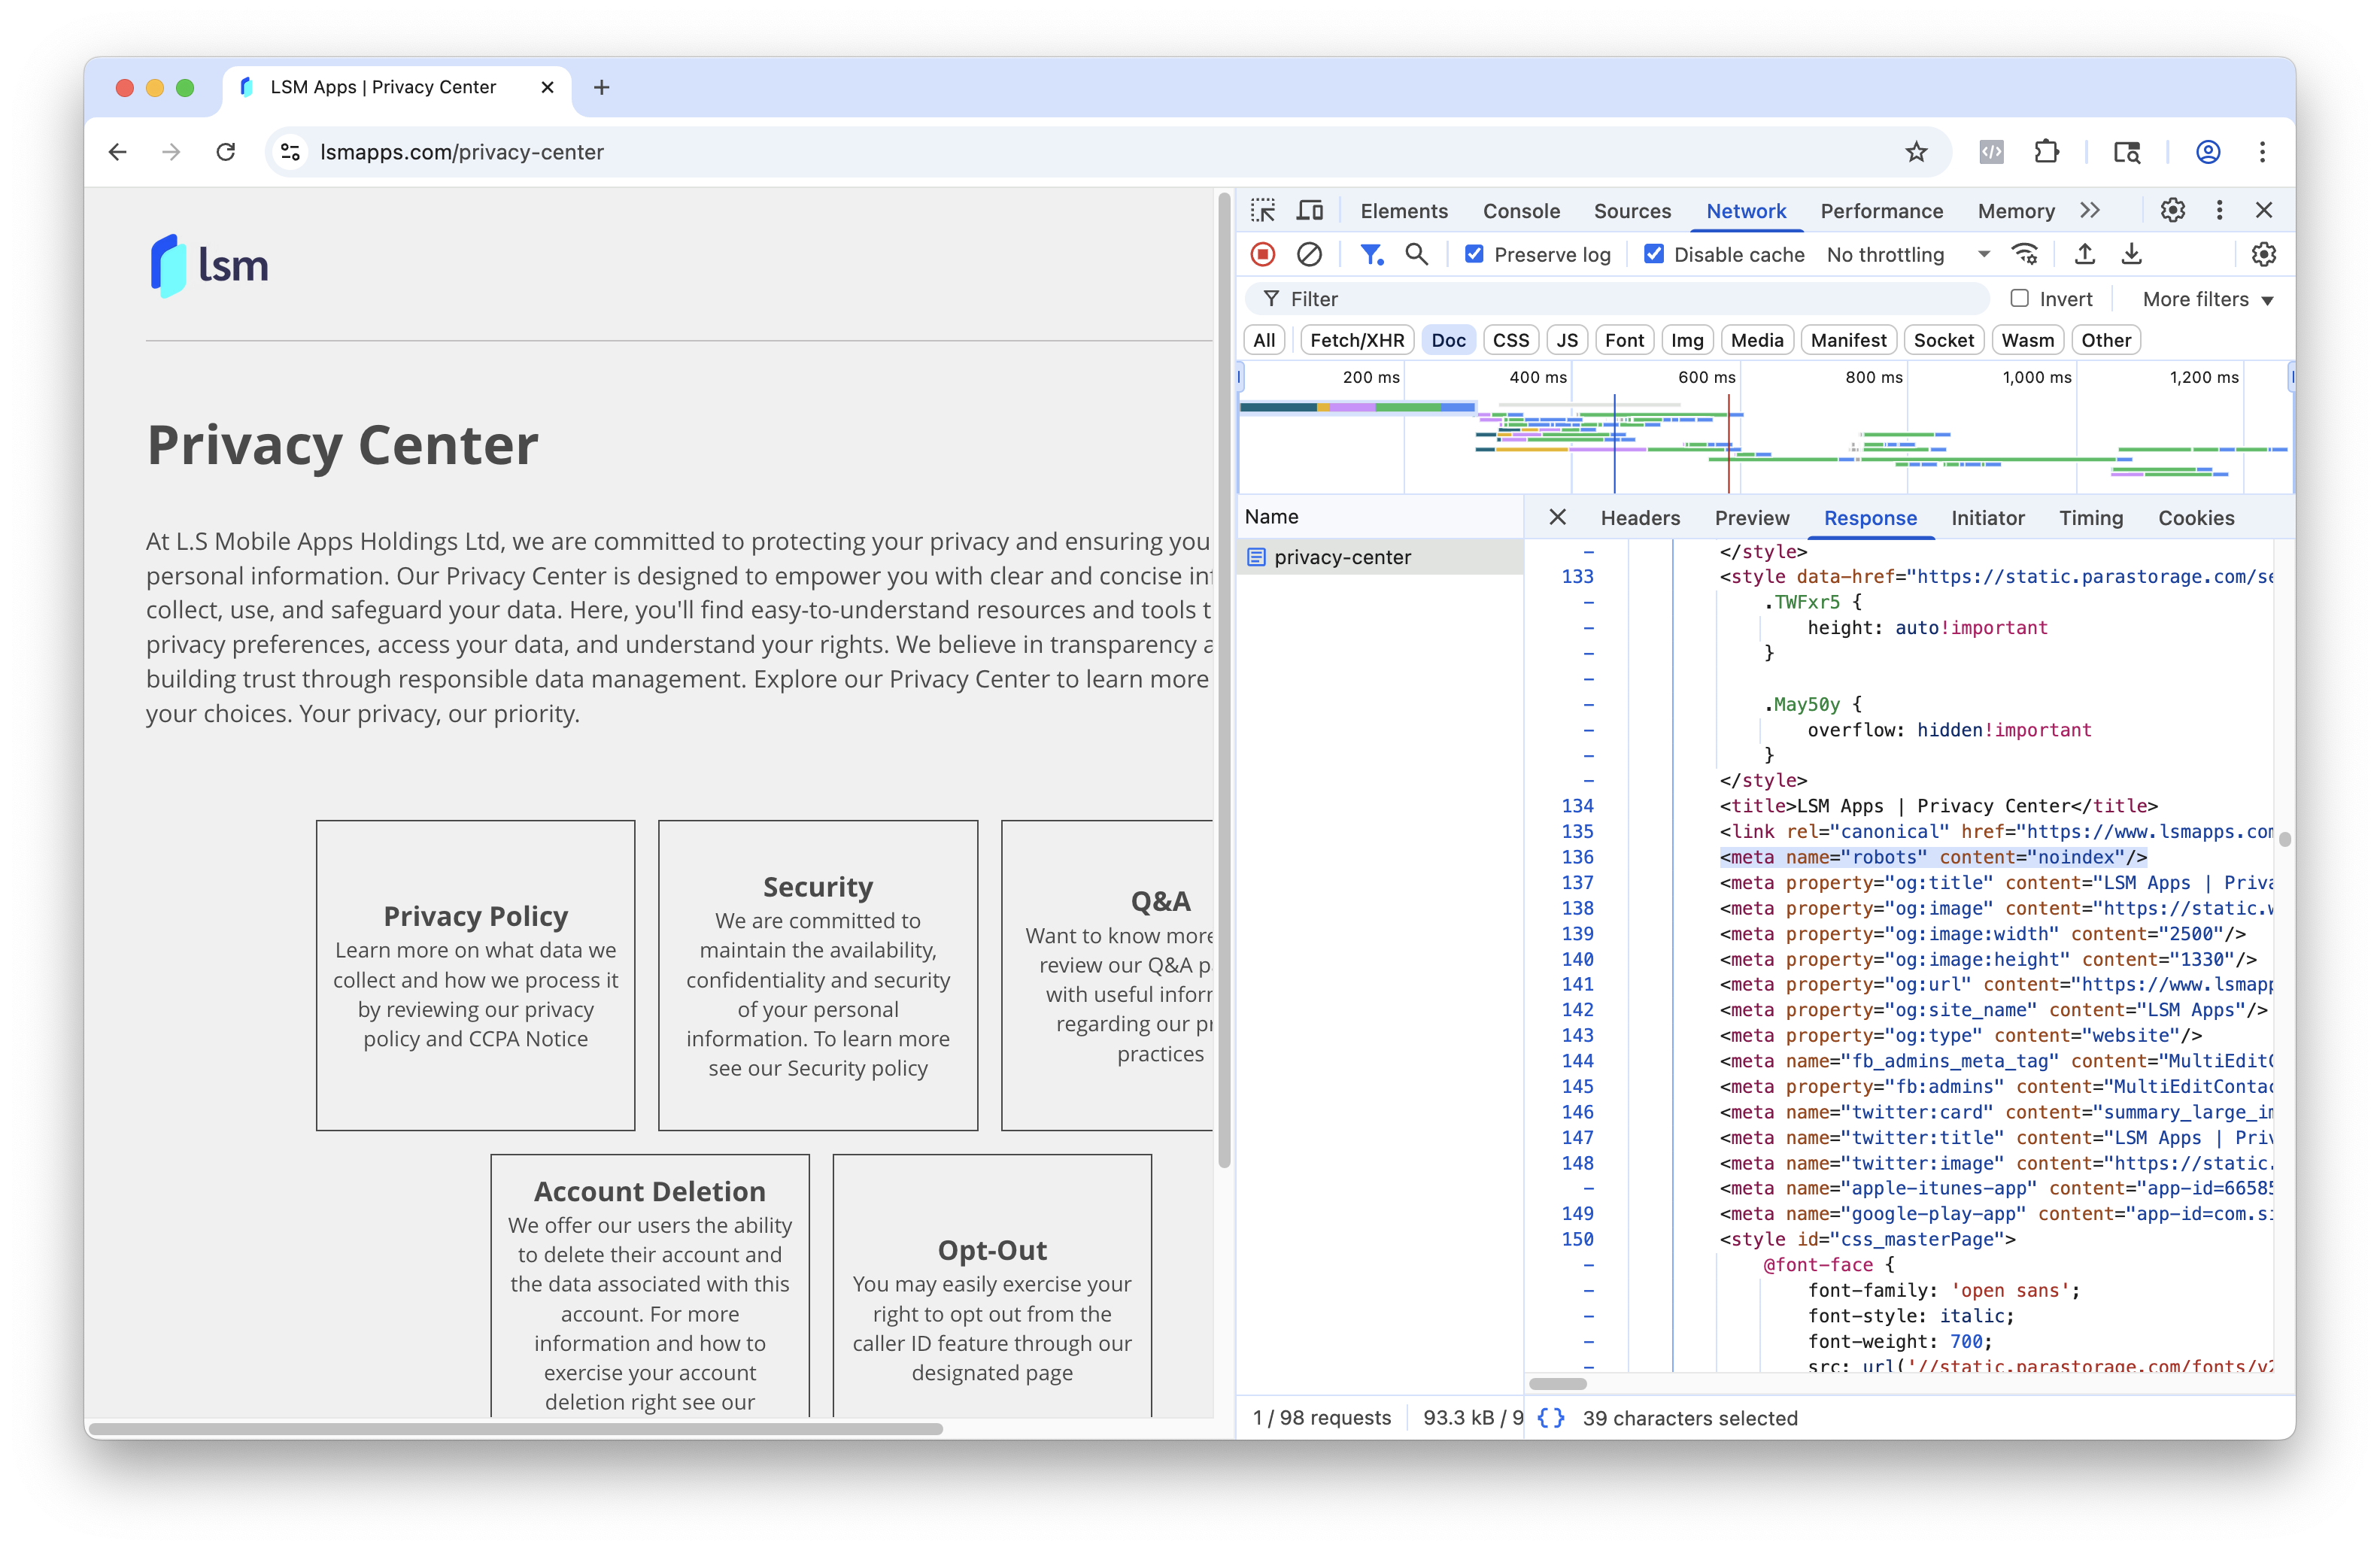 LSM Apps | Privacy Center
lsmapps.com/privacy-center
lsm
Privacy Center
At L.S Mobile Apps Holdings Ltd, we are committed to protecting your privacy and ensuring you
personal information. Our Privacy Center is designed to empower you with clear and concise in
collect, use, and safeguard your data. Here, you'll find easy-to-understand resources and tools t
privacy preferences, access your data, and understand your rights. We believe in transparency a
building trust through responsible data management. Explore our Privacy Center to learn more
your choices. Your privacy, our priority.
Privacy Policy
Learn more on what data we
collect and how we process it
by reviewing our privacy
policy and CCPA Notice
Security
We are committed to
maintain the availability,
confidentiality and security
of your personal
information. To learn more
see our Security policy
Q&A
Want to know more
review our Q&A p
with useful infor
regarding our p
practices
Account Deletion
We offer our users the ability
to delete their account and
the data associated with this
account. For more
information and how to
exercise your account
deletion right see our
Opt-Out
You may easily exercise your
right to opt out from the
caller ID feature through our
designated page
Elements Console Sources Network Performance Memory
Preserve log Disable cache No throttling
Filter Invert More filters
All Fetch/XHR Doc CSS JS Font Img Media Manifest Socket Wasm Other
200 ms 400 ms 600 ms 800 ms 1,000 ms 1,200 ms
Name
privacy-center
Headers Preview Response Initiator Timing Cookies
– </style>
133 <style data-href="https://static.parastorage.com/se
– .TWFxr5 {
– height: auto!important
– }
–
– .May50y {
– overflow: hidden!important
– }
– </style>
134 <title>LSM Apps | Privacy Center</title>
135 <link rel="canonical" href="https://www.lsmapps.com
136 <meta name="robots" content="noindex"/>
137 <meta property="og:title" content="LSM Apps | Priva
138 <meta property="og:image" content="https://static.w
139 <meta property="og:image:width" content="2500"/>
140 <meta property="og:image:height" content="1330"/>
141 <meta property="og:url" content="https://www.lsmapp
142 <meta property="og:site_name" content="LSM Apps"/>
143 <meta property="og:type" content="website"/>
144 <meta name="fb_admins_meta_tag" content="MultiEditC
145 <meta property="fb:admins" content="MultiEditContac
146 <meta name="twitter:card" content="summary_large_im
147 <meta name="twitter:title" content="LSM Apps | Priv
148 <meta name="twitter:image" content="https://static.
– <meta name="apple-itunes-app" content="app-id=66585
149 <meta name="google-play-app" content="app-id=com.si
150 <style id="css_masterPage">
– @font-face {
– font-family: 'open sans';
– font-style: italic;
– font-weight: 700;
– src: url('//static.parastorage.com/fonts/v2
1 / 98 requests 93.3 kB / 9 {} 39 characters selected